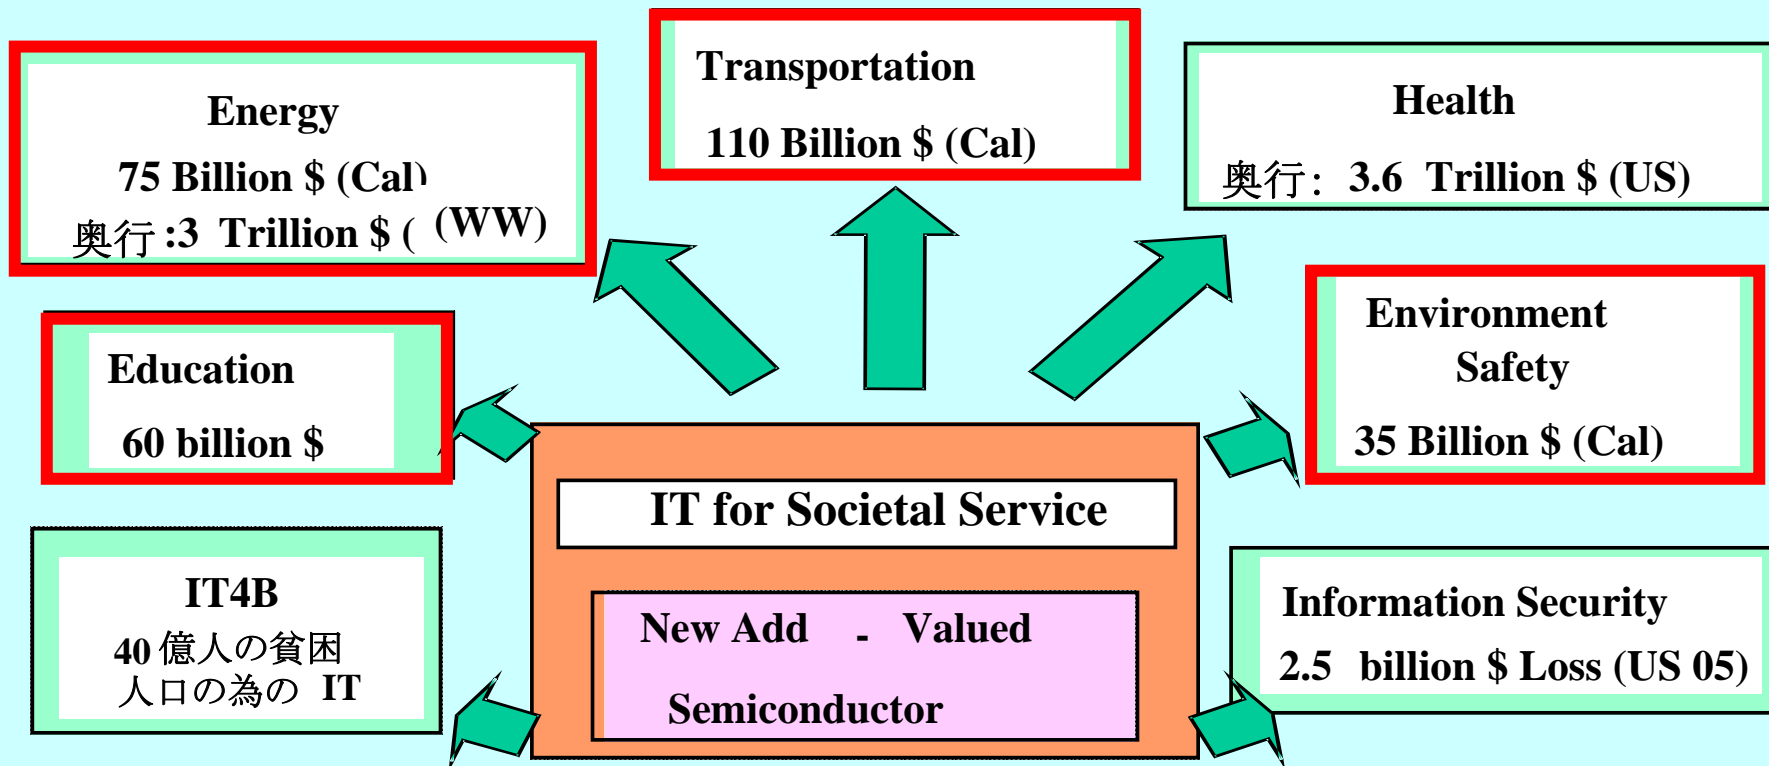 Energy
75 Billion $ (Cal)
奥行:3 Trillion $ ( (WW)
Transportation
110 Billion $ (Cal)
Health
奥行: 3.6 Trillion $ (US)
Education
60 billion $
Environment
Safety
35 Billion $ (Cal)
IT for Societal Service
New Add - Valued
Semiconductor
IT4B
40億人の貧困
人口の為の IT
Information Security
2.5 billion $ Loss (US 05)